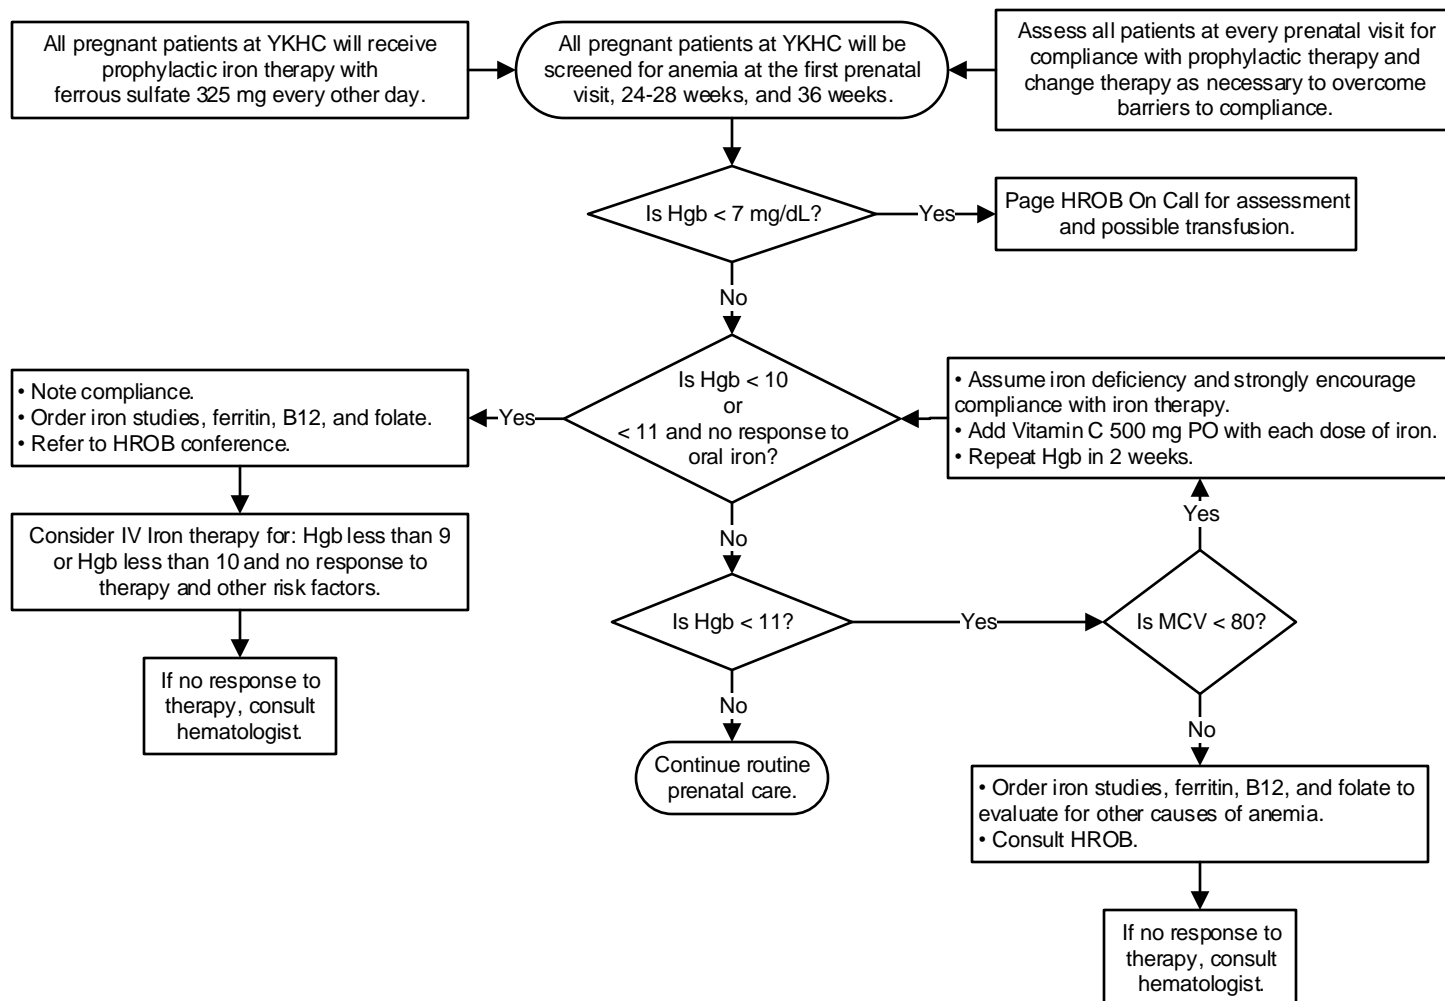 All pregnant patients at YKHC will receive
prophylactic iron therapy with
ferrous sulfate 325 mg every other day.
All pregnant patients at YKHC will be
screened for anemia at the first prenatal
visit, 24-28 weeks, and 36 weeks.
Assess all patients at every prenatal visit for
compliance with prophylactic therapy and
change therapy as necessary to overcome
barriers to compliance.
Is Hgb < 7 mg/dL?
Yes
Page HROB On Call for assessment
and possible transfusion.
No
Is Hgb < 10
or
< 11 and no response to
oral iron?
Yes
• Note compliance.
• Order iron studies, ferritin, B12, and folate.
• Refer to HROB conference.
• Assume iron deficiency and strongly encourage
compliance with iron therapy.
• Add Vitamin C 500 mg PO with each dose of iron.
• Repeat Hgb in 2 weeks.
Consider IV Iron therapy for: Hgb less than 9
or Hgb less than 10 and no response to
therapy and other risk factors.
No
Yes
Is Hgb < 11?
Yes
Is MCV < 80?
If no response to
therapy, consult
hematologist.
No
No
Continue routine
prenatal care.
• Order iron studies, ferritin, B12, and folate to
evaluate for other causes of anemia.
• Consult HROB.
If no response to
therapy, consult
hematologist.